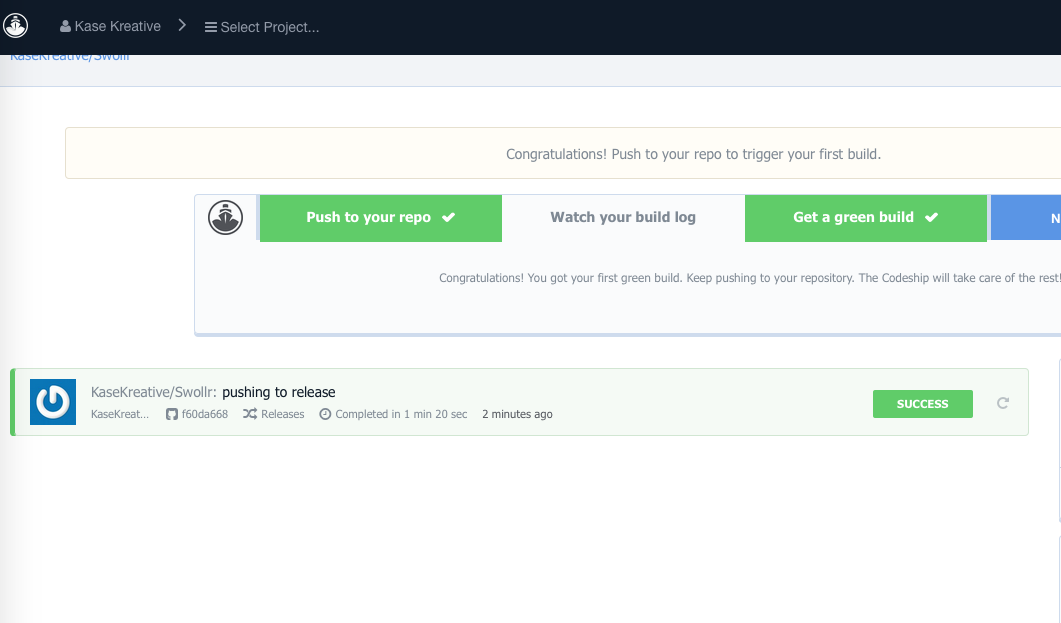 Kase Kreative
Select Project...
KaseKreative/Swollr
Congratulations! Push to your repo to trigger your first build.
Push to your repo
Watch your build log
Get a green build
N
Congratulations! You got your first green build. Keep pushing to your repository. The Codeship will take care of the rest!
KaseKreative/Swollr: pushing to release
KaseKreat... f60da668 Releases Completed in 1 min 20 sec 2 minutes ago
SUCCESS